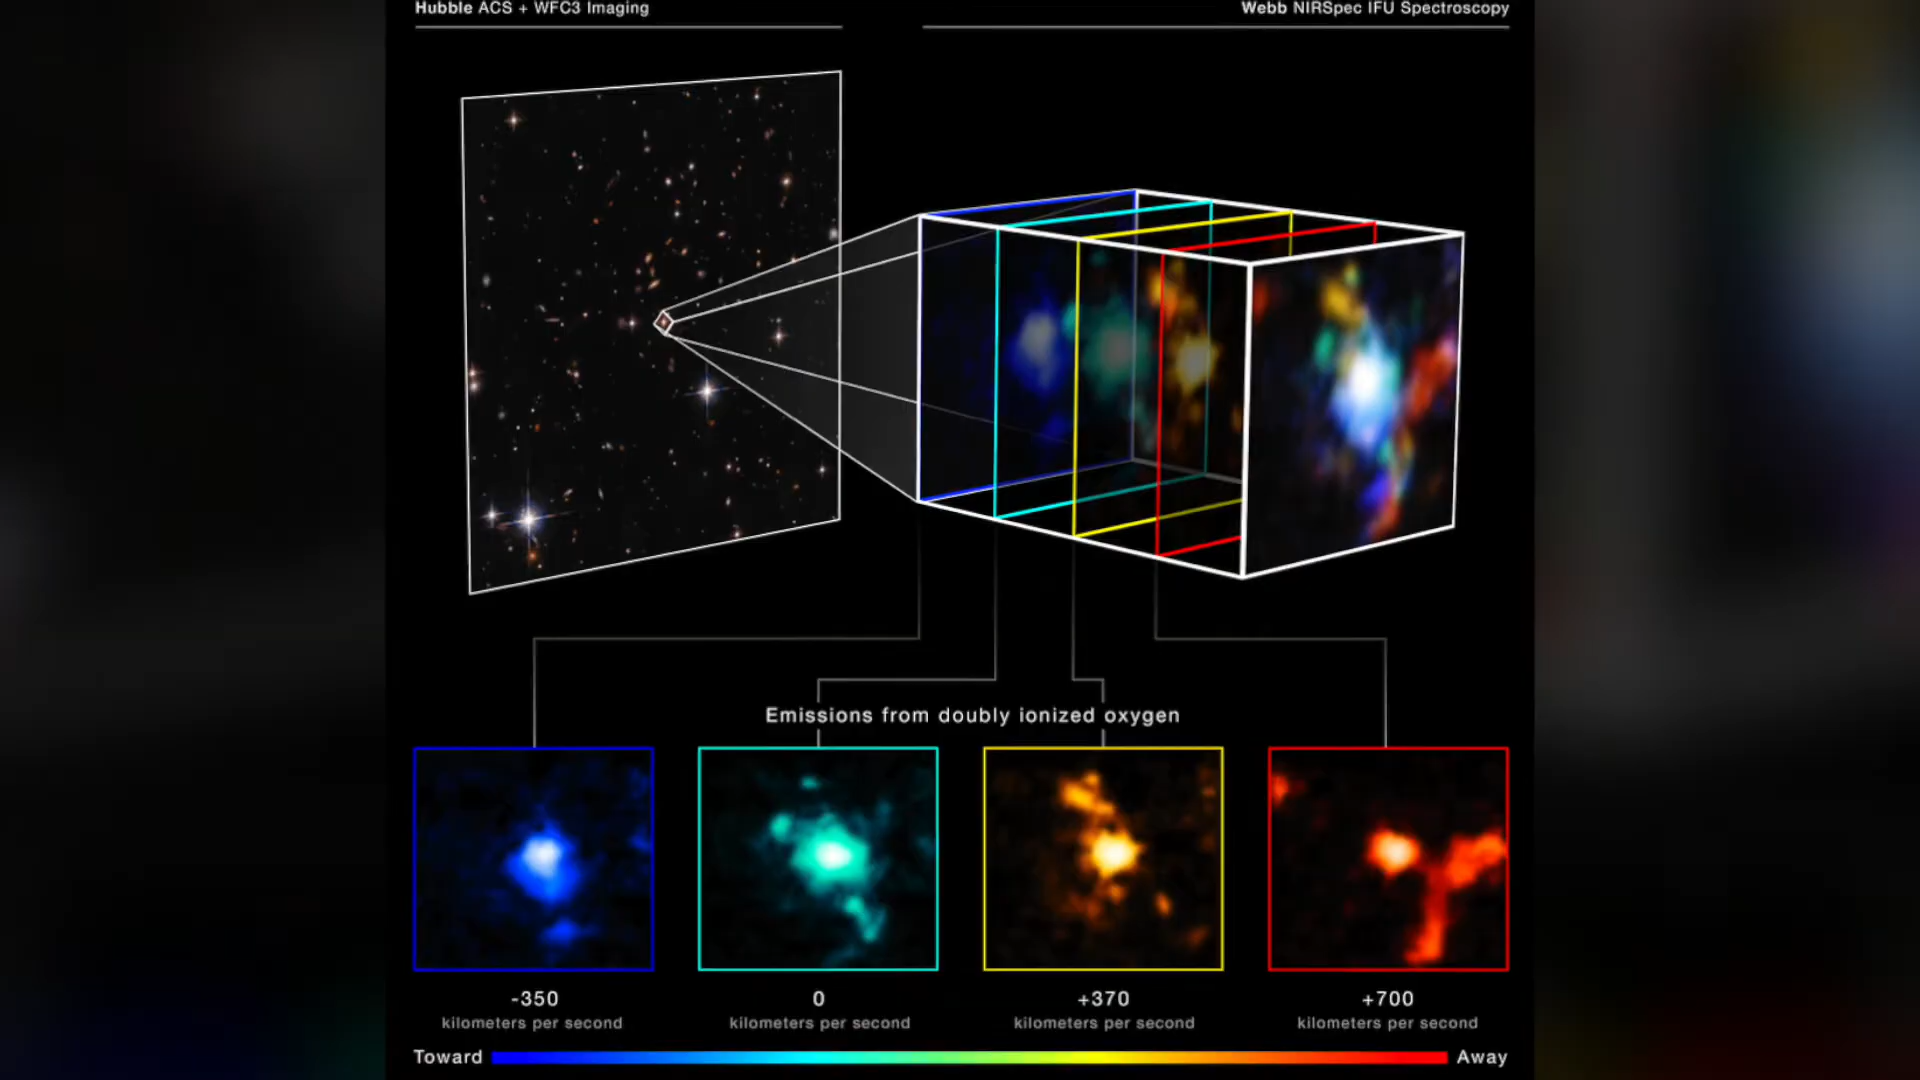 Hubble ACS + WFC3 Imaging
Webb NIRSpec IFU Spectroscopy
Emissions from doubly ionized oxygen
-350
kilometers per second
0
kilometers per second
+370
kilometers per second
+700
kilometers per second
Toward
Away